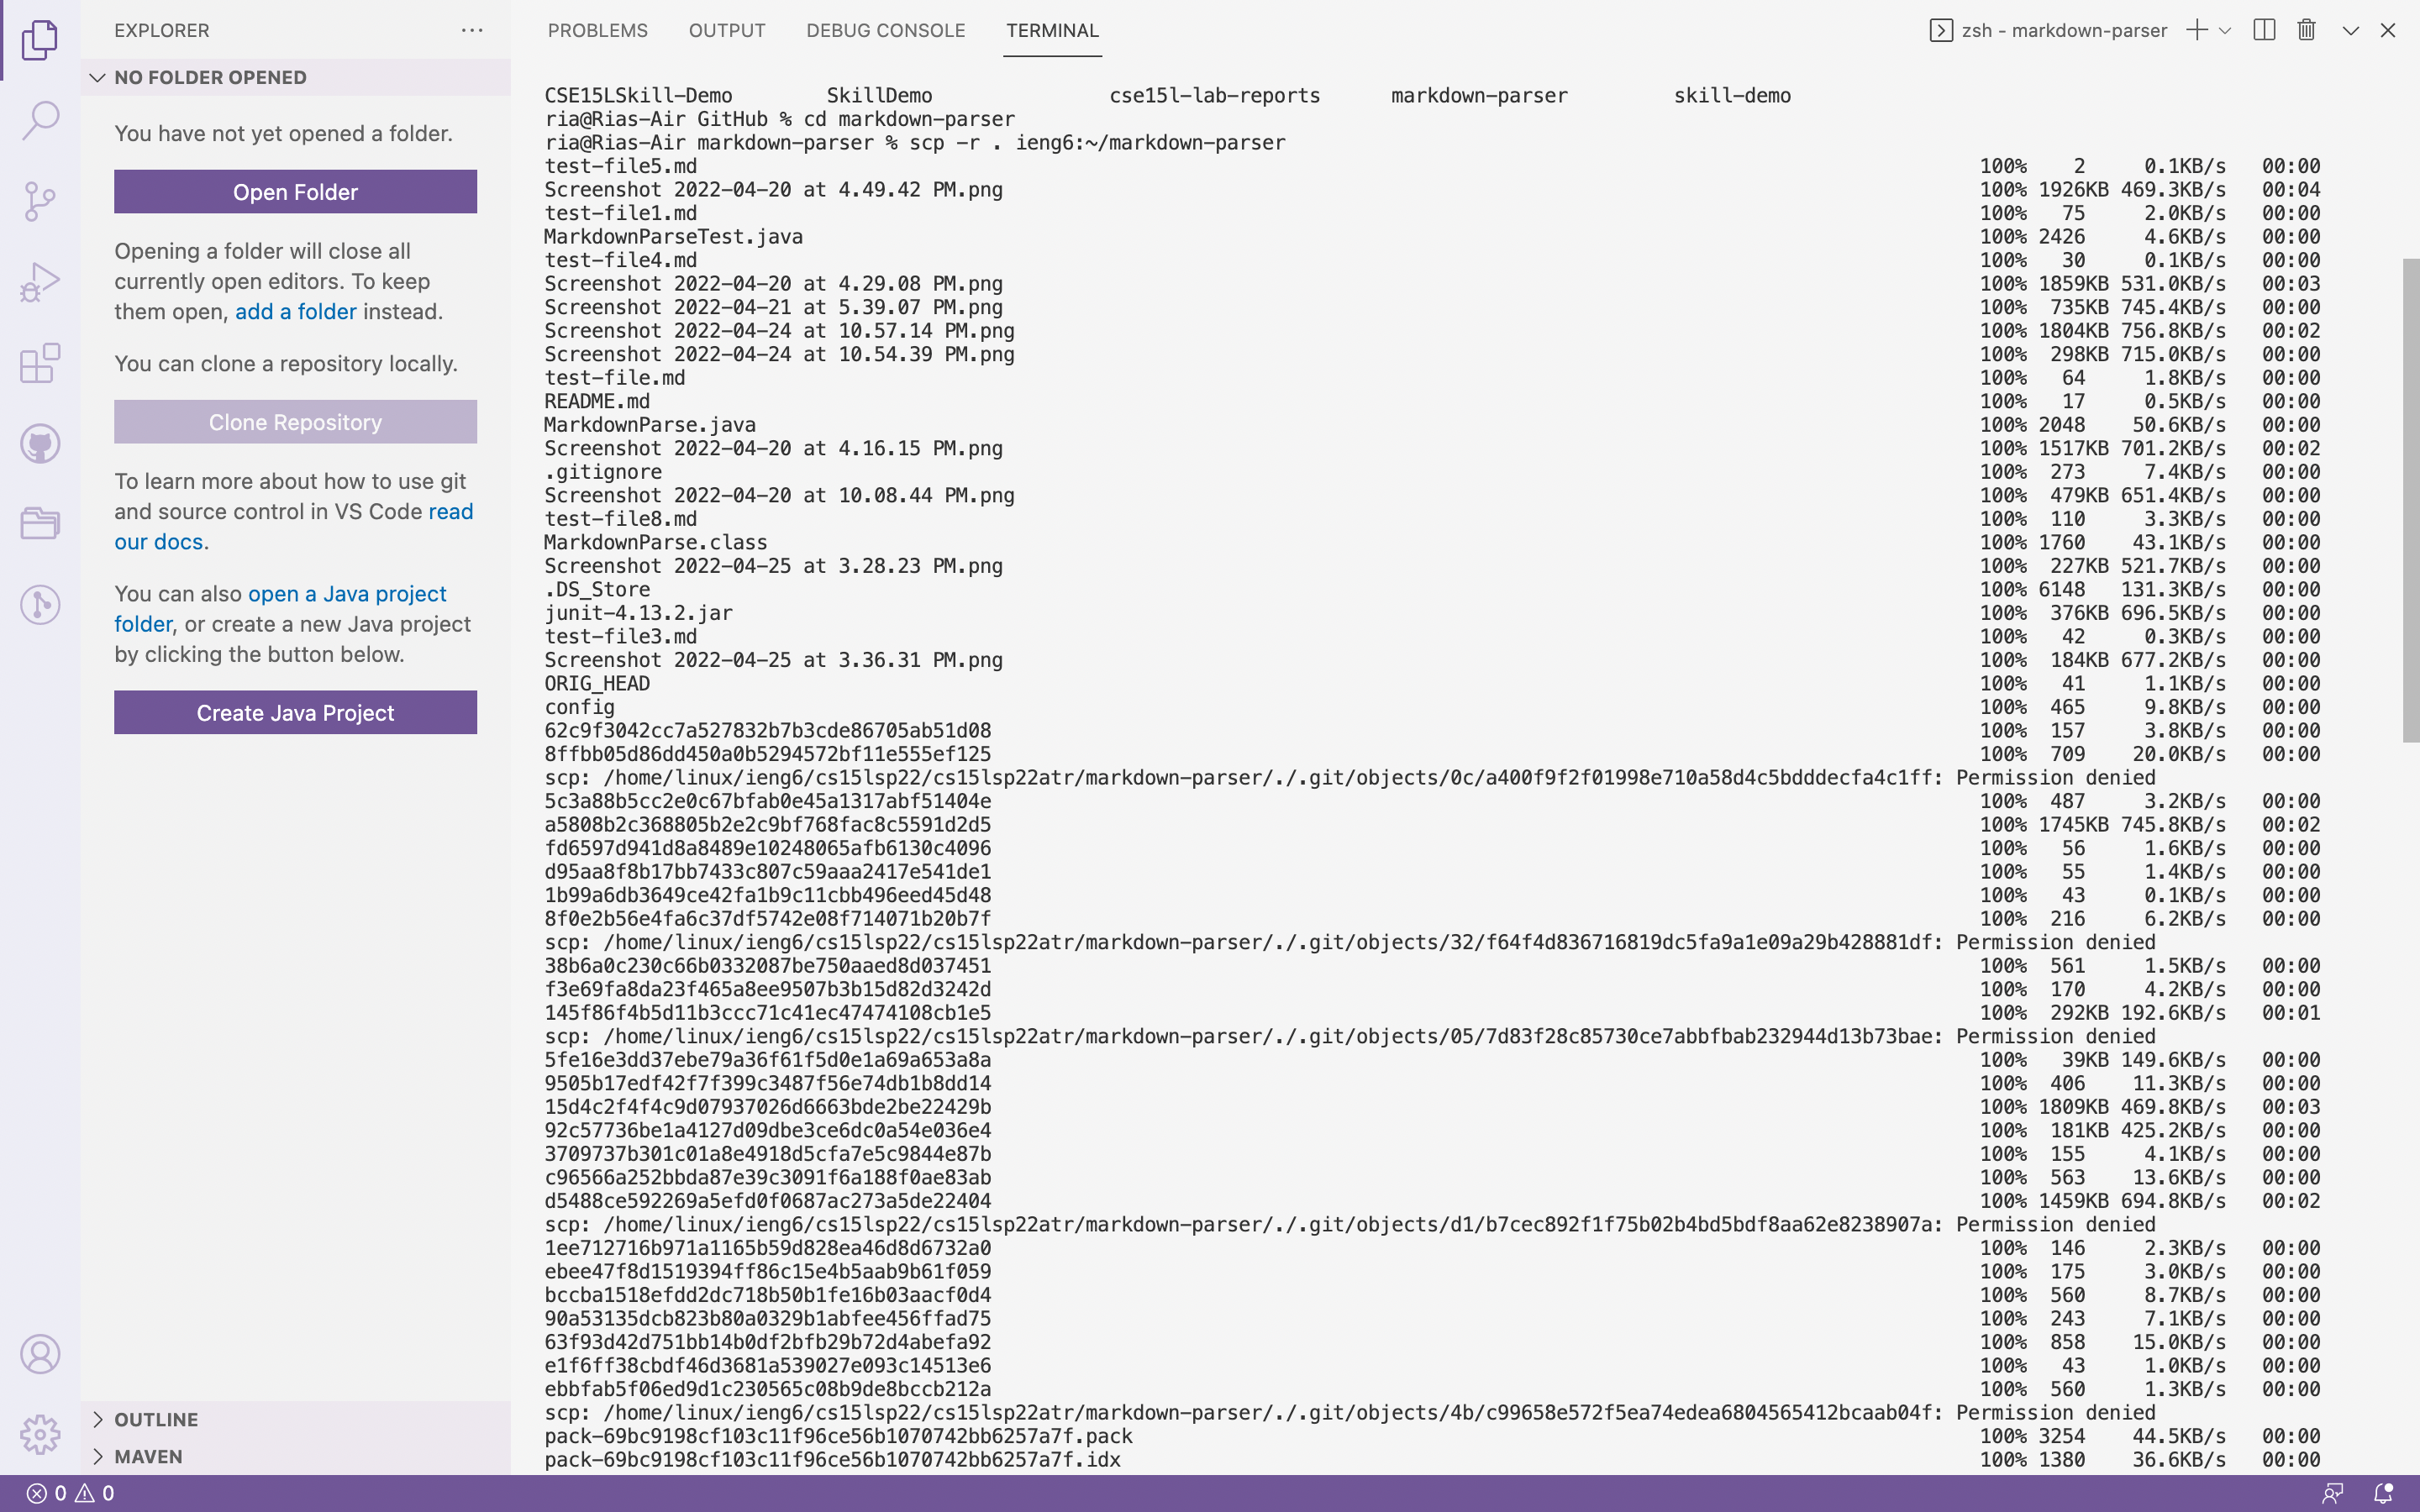 EXPLORER
NO FOLDER OPENED
You have not yet opened a folder.
Open Folder
Opening a folder will close all
currently open editors. To keep
them open, add a folder instead.
You can clone a repository locally.
Clone Repository
To learn more about how to use git
and source control in VS Code read
our docs.
You can also open a Java project
folder, or create a new Java project
by clicking the button below.
Create Java Project
OUTLINE
MAVEN
0 0
PROBLEMS OUTPUT DEBUG CONSOLE TERMINAL zsh - markdown-parser
CSE15LSkill-Demo SkillDemo cse15l-lab-reports markdown-parser skill-demo
ria@Rias-Air GitHub % cd markdown-parser
ria@Rias-Air markdown-parser % scp -r . ieng6:~/markdown-parser
test-file5.md 100% 2 0.1KB/s 00:00
Screenshot 2022-04-20 at 4.49.42 PM.png 100% 1926KB 469.3KB/s 00:04
test-file1.md 100% 75 2.0KB/s 00:00
MarkdownParseTest.java 100% 2426 4.6KB/s 00:00
test-file4.md 100% 30 0.1KB/s 00:00
Screenshot 2022-04-20 at 4.29.08 PM.png 100% 1859KB 531.0KB/s 00:03
Screenshot 2022-04-21 at 5.39.07 PM.png 100% 735KB 745.4KB/s 00:00
Screenshot 2022-04-24 at 10.57.14 PM.png 100% 1804KB 756.8KB/s 00:02
Screenshot 2022-04-24 at 10.54.39 PM.png 100% 298KB 715.0KB/s 00:00
test-file.md 100% 64 1.8KB/s 00:00
README.md 100% 17 0.5KB/s 00:00
MarkdownParse.java 100% 2048 50.6KB/s 00:00
Screenshot 2022-04-20 at 4.16.15 PM.png 100% 1517KB 701.2KB/s 00:02
.gitignore 100% 273 7.4KB/s 00:00
Screenshot 2022-04-20 at 10.08.44 PM.png 100% 479KB 651.4KB/s 00:00
test-file8.md 100% 110 3.3KB/s 00:00
MarkdownParse.class 100% 1760 43.1KB/s 00:00
Screenshot 2022-04-25 at 3.28.23 PM.png 100% 227KB 521.7KB/s 00:00
.DS_Store 100% 6148 131.3KB/s 00:00
junit-4.13.2.jar 100% 376KB 696.5KB/s 00:00
test-file3.md 100% 42 0.3KB/s 00:00
Screenshot 2022-04-25 at 3.36.31 PM.png 100% 184KB 677.2KB/s 00:00
ORIG_HEAD 100% 41 1.1KB/s 00:00
config 100% 465 9.8KB/s 00:00
62c9f3042cc7a527832b7b3cde86705ab51d08 100% 157 3.8KB/s 00:00
8ffbb05d86dd450a0b5294572bf11e555ef125 100% 709 20.0KB/s 00:00
scp: /home/linux/ieng6/cs15lsp22/cs15lsp22atr/markdown-parser/./.git/objects/0c/a400f9f2f01998e710a58d4c5bdddecfa4c1ff: Permission denied
5c3a88b5cc2e0c67bfab0e45a1317abf51404e 100% 487 3.2KB/s 00:00
a5808b2c368805b2e2c9bf768fac8c5591d2d5 100% 1745KB 745.8KB/s 00:02
fd6597d941d8a8489e10248065afb6130c4096 100% 56 1.6KB/s 00:00
d95aa8f8b17bb7433c807c59aaa2417e541de1 100% 55 1.4KB/s 00:00
1b99a6db3649ce42fa1b9c11cbb496eed45d48 100% 43 0.1KB/s 00:00
8f0e2b56e4fa6c37df5742e08f714071b20b7f 100% 216 6.2KB/s 00:00
scp: /home/linux/ieng6/cs15lsp22/cs15lsp22atr/markdown-parser/./.git/objects/32/f64f4d836716819dc5fa9a1e09a29b428881df: Permission denied
38b6a0c230c66b0332087be750aaed8d037451 100% 561 1.5KB/s 00:00
f3e69fa8da23f465a8ee9507b3b15d82d3242d 100% 170 4.2KB/s 00:00
145f86f4b5d11b3ccc71c41ec47474108cb1e5 100% 292KB 192.6KB/s 00:01
scp: /home/linux/ieng6/cs15lsp22/cs15lsp22atr/markdown-parser/./.git/objects/05/7d83f28c85730ce7abbfbab232944d13b73bae: Permission denied
5fe16e3dd37ebe79a36f61f5d0e1a69a653a8a 100% 39KB 149.6KB/s 00:00
9505b17edf42f7f399c3487f56e74db1b8dd14 100% 406 11.3KB/s 00:00
15d4c2f4f4c9d07937026d6663bde2be22429b 100% 1809KB 469.8KB/s 00:03
92c57736be1a4127d09dbe3ce6dc0a54e036e4 100% 181KB 425.2KB/s 00:00
3709737b301c01a8e4918d5cfa7e5c9844e87b 100% 155 4.1KB/s 00:00
c96566a252bbda87e39c3091f6a188f0ae83ab 100% 563 13.6KB/s 00:00
d5488ce592269a5efd0f0687ac273a5de22404 100% 1459KB 694.8KB/s 00:02
scp: /home/linux/ieng6/cs15lsp22/cs15lsp22atr/markdown-parser/./.git/objects/d1/b7cec892f1f75b02b4bd5bdf8aa62e8238907a: Permission denied
1ee712716b971a1165b59d828ea46d8d6732a0 100% 146 2.3KB/s 00:00
ebee47f8d1519394ff86c15e4b5aab9b61f059 100% 175 3.0KB/s 00:00
bccba1518efdd2dc718b50b1fe16b03aacf0d4 100% 560 8.7KB/s 00:00
90a53135dcb823b80a0329b1abfee456ffad75 100% 243 7.1KB/s 00:00
63f93d42d751bb14b0df2bfb29b72d4abefa92 100% 858 15.0KB/s 00:00
e1f6ff38cbdf46d3681a539027e093c14513e6 100% 43 1.0KB/s 00:00
ebbfab5f06ed9d1c230565c08b9de8bccb212a 100% 560 1.3KB/s 00:00
scp: /home/linux/ieng6/cs15lsp22/cs15lsp22atr/markdown-parser/./.git/objects/4b/c99658e572f5ea74edea6804565412bcaab04f: Permission denied
pack-69bc9198cf103c11f96ce56b1070742bb6257a7f.pack 100% 3254 44.5KB/s 00:00
pack-69bc9198cf103c11f96ce56b1070742bb6257a7f.idx 100% 1380 36.6KB/s 00:00